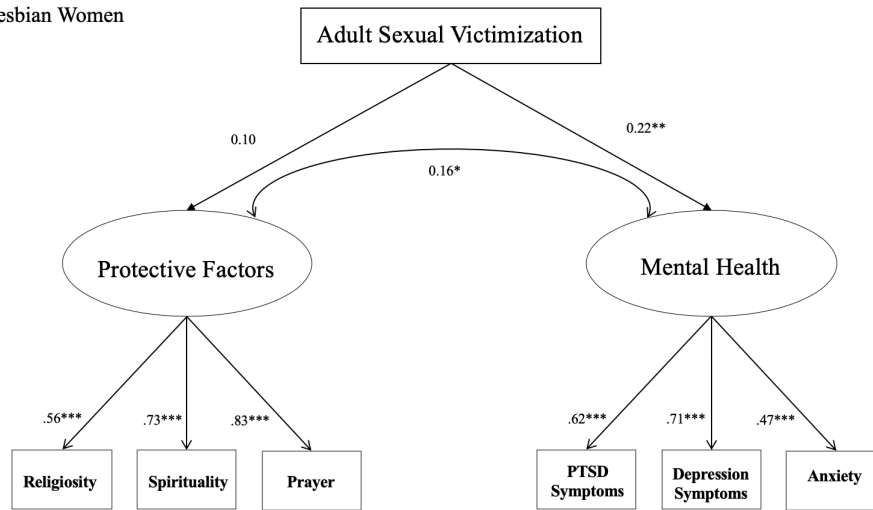 Women
Adult Sexual Victimization
0.10
0.22**
0.16*
Protective Factors
Mental Health
.56***
.73***
.83***
.62***
.71***
.47***
Religiosity
Spirituality
Prayer
PTSD
Symptoms
Depression
Symptoms
Anxiety